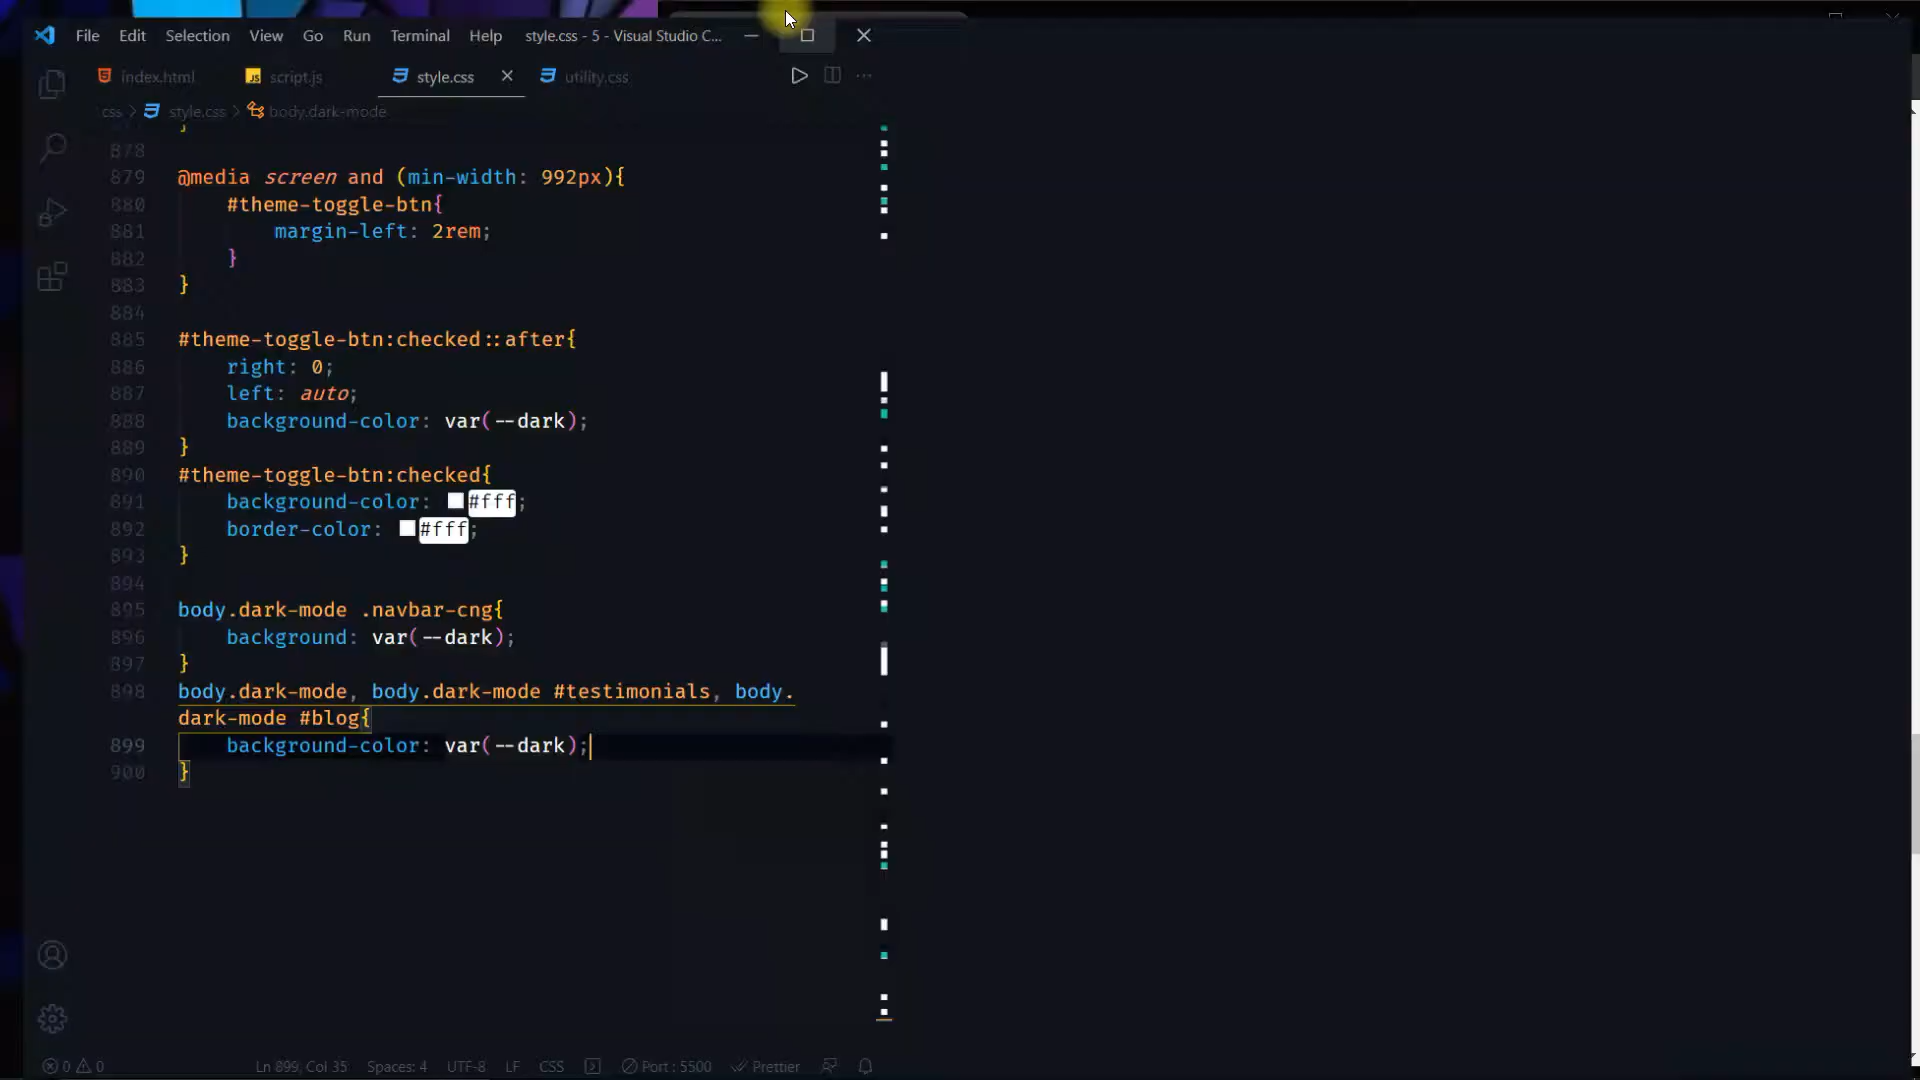 File Edit Selection View Go Run Terminal Help style.css - 5 - Visual Studio C...
index.html script.js style.css utility.css
css > style.css > body.dark-mode
}
878
879 @media screen and (min-width: 992px){
880 #theme-toggle-btn{
881 margin-left: 2rem;
882 }
883 }
884
885 #theme-toggle-btn:checked::after{
886 right: 0;
887 left: auto;
888 background-color: var(--dark);
889 }
890 #theme-toggle-btn:checked{
891 background-color: #fff;
892 border-color: #fff;
893 }
894
895 body.dark-mode .navbar-cng{
896 background: var(--dark);
897 }
898 body.dark-mode, body.dark-mode #testimonials, body.
dark-mode #blog{
899 background-color: var(--dark);
900 }
0 0 Ln 899, Col 35 Spaces: 4 UTF-8 LF CSS Port : 5500 Prettier